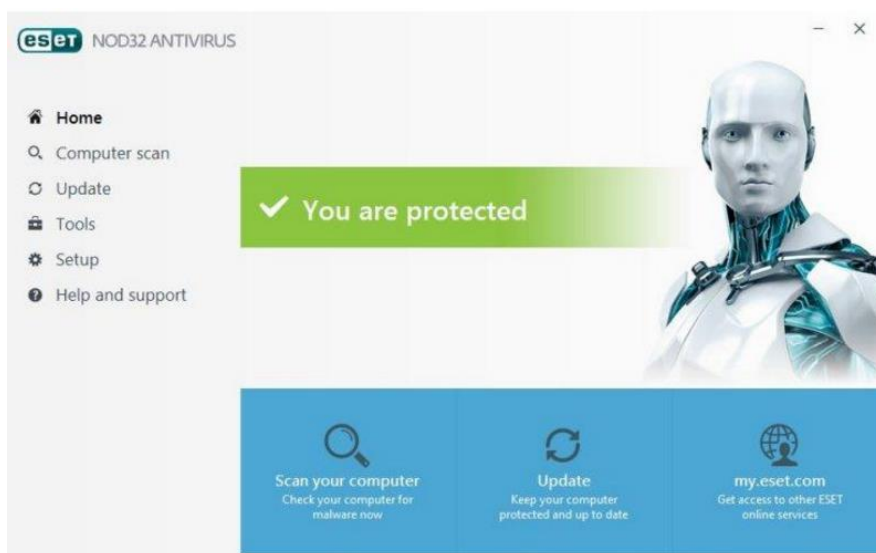 eset NOD32 ANTIVIRUS
Home
Computer scan
Update
Tools
Setup
Help and support
You are protected
Scan your computer
Check your computer for
malware now
Update
Keep your computer
protected and up to date
my.eset.com
Get access to other ESET
online services